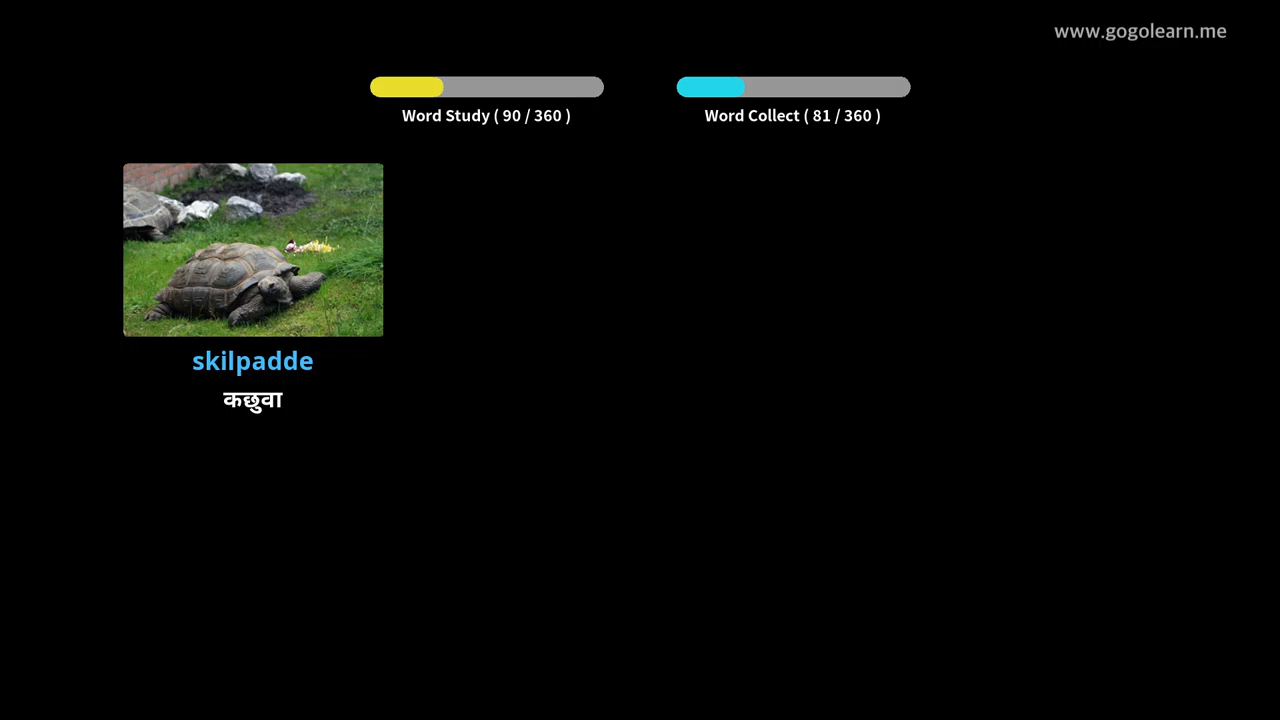 www.gogolearn.me
Word Study ( 90 / 360 )
Word Collect ( 81 / 360 )
skilpadde
कछुवा